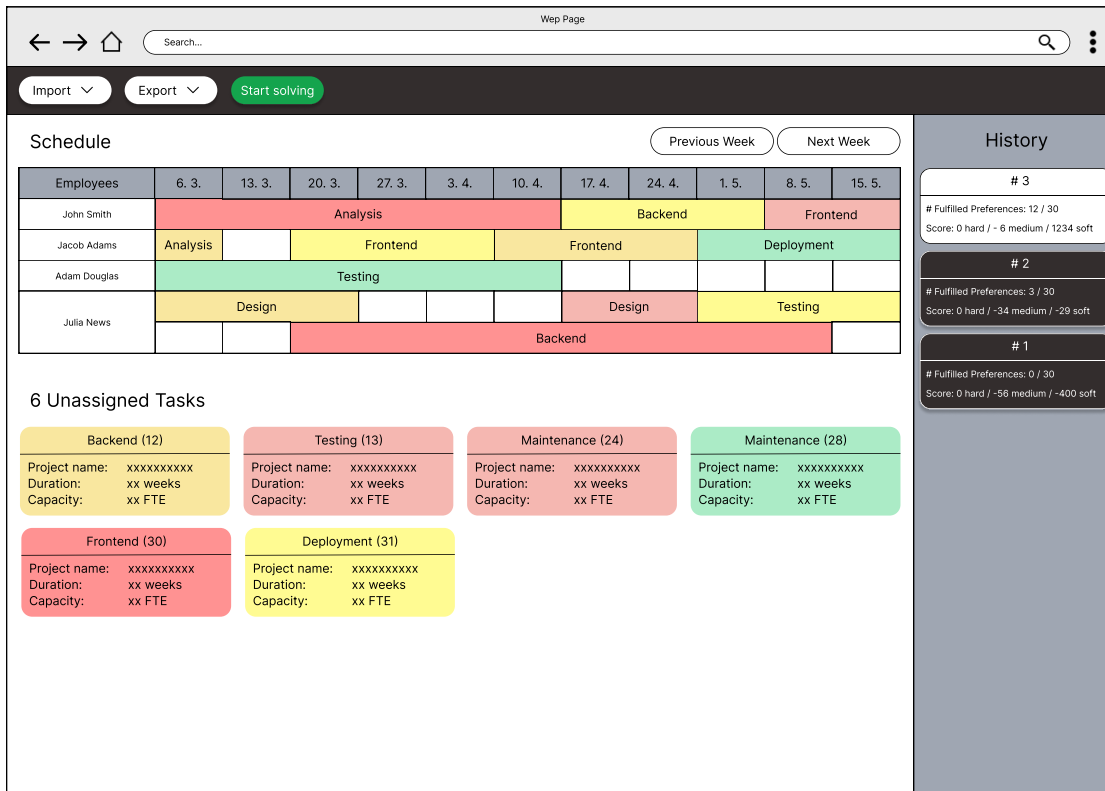 Wep Page
Search...
Import Export Start solving
Schedule Previous Week Next Week
Employees 6. 3. 13. 3. 20. 3. 27. 3. 3. 4. 10. 4. 17. 4. 24. 4. 1. 5. 8. 5. 15. 5.
John Smith Analysis Backend Frontend
Jacob Adams Analysis Frontend Frontend Deployment
Adam Douglas Testing
Julia News Design Design Testing
Backend
6 Unassigned Tasks
Backend (12)
Project name: xxxxxxxxxx
Duration: xx weeks
Capacity: xx FTE
Testing (13)
Project name: xxxxxxxxxx
Duration: xx weeks
Capacity: xx FTE
Maintenance (24)
Project name: xxxxxxxxxx
Duration: xx weeks
Capacity: xx FTE
Maintenance (28)
Project name: xxxxxxxxxx
Duration: xx weeks
Capacity: xx FTE
Frontend (30)
Project name: xxxxxxxxxx
Duration: xx weeks
Capacity: xx FTE
Deployment (31)
Project name: xxxxxxxxxx
Duration: xx weeks
Capacity: xx FTE
History
# 3
# Fulfilled Preferences: 12 / 30
Score: 0 hard / - 6 medium / 1234 soft
# 2
# Fulfilled Preferences: 3 / 30
Score: 0 hard / -34 medium / -29 soft
# 1
# Fulfilled Preferences: 0 / 30
Score: 0 hard / -56 medium / -400 soft